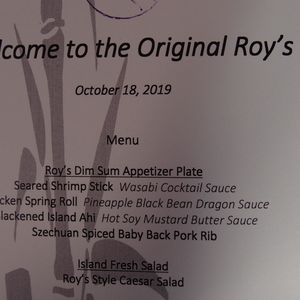 lcome to the Original Roy's
October 18, 2019
Menu
Roy's Dim Sum Appetizer Plate
Seared Shrimp Stick Wasabi Cocktail Sauce
cken Spring Roll Pineapple Black Bean Dragon Sauce
lackened Island Ahi Hot Soy Mustard Butter Sauce
Szechuan Spiced Baby Back Pork Rib
Island Fresh Salad
Roy's Style Caesar Salad